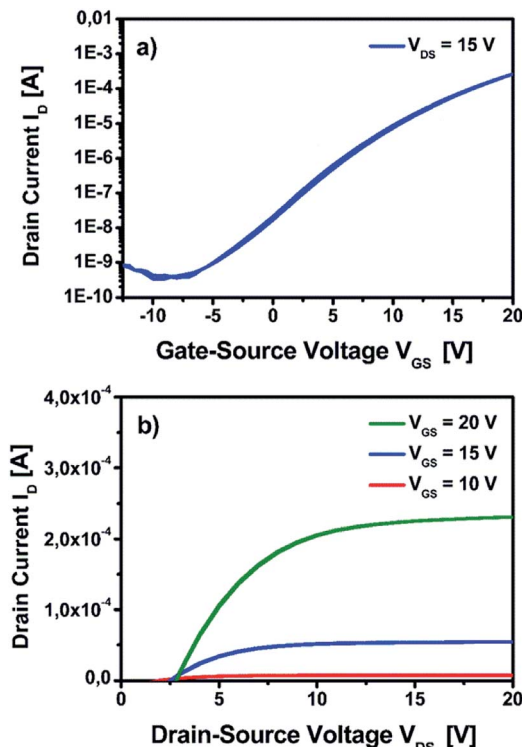 a)
V_DS = 15 V
0,01
1E-3
1E-4
1E-5
1E-6
1E-7
1E-8
1E-9
1E-10
Drain Current I_D [A]
-10 -5 0 5 10 15 20
Gate-Source Voltage V_GS [V]
b)
V_GS = 20 V
V_GS = 15 V
V_GS = 10 V
4,0x10^-4
3,0x10^-4
2,0x10^-4
1,0x10^-4
0,0
Drain Current I_D [A]
0 5 10 15 20
Drain-Source Voltage V_DS [V]